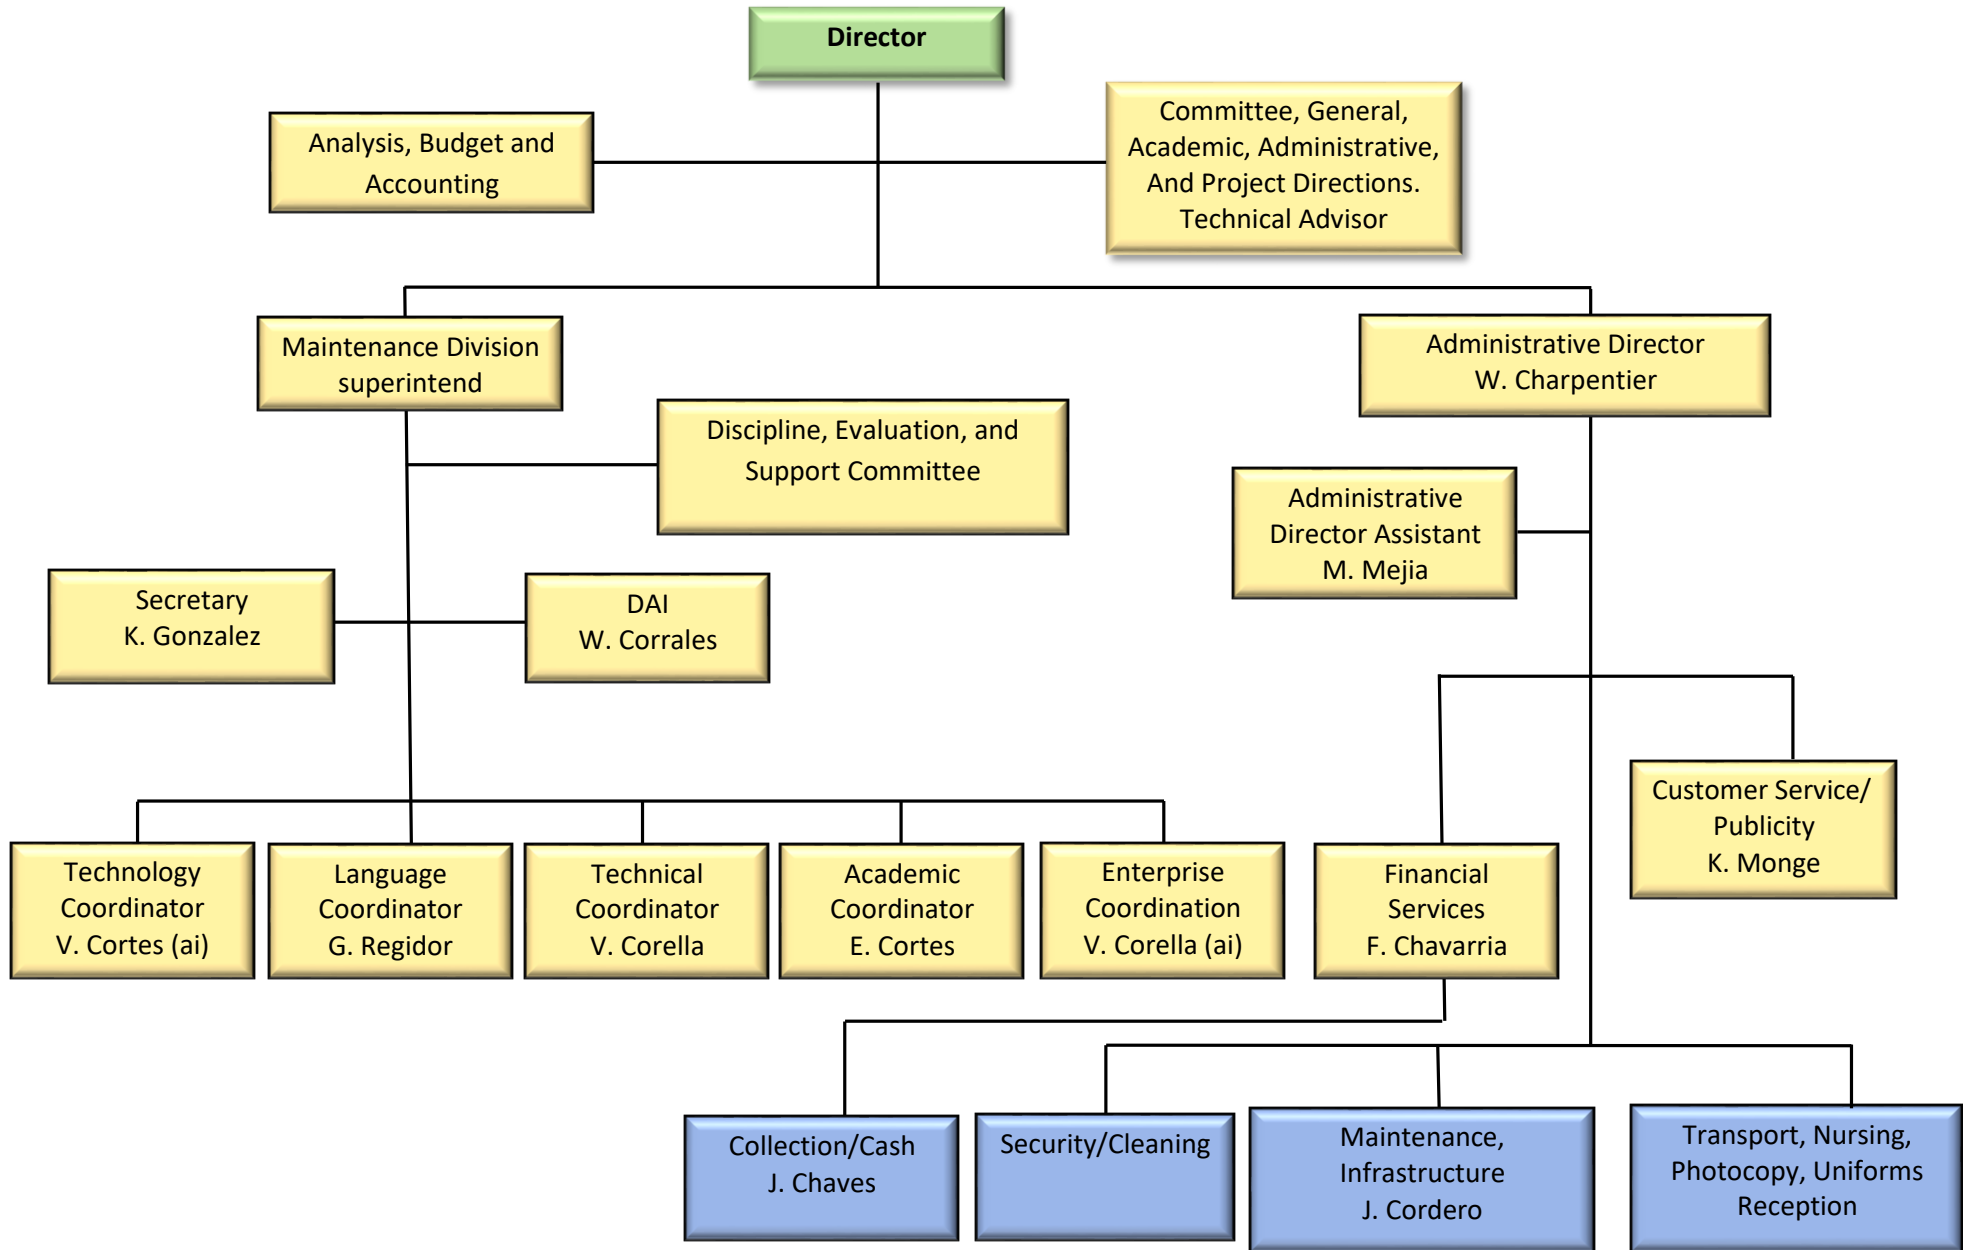 Director
Analysis, Budget and
Accounting
Committee, General,
Academic, Administrative,
And Project Directions.
Technical Advisor
Maintenance Division
superintend
Administrative Director
W. Charpentier
Discipline, Evaluation, and
Support Committee
Administrative
Director Assistant
M. Mejia
Secretary
K. Gonzalez
DAI
W. Corrales
Customer Service/
Publicity
K. Monge
Technology
Coordinator
V. Cortes (ai)
Language
Coordinator
G. Regidor
Technical
Coordinator
V. Corella
Academic
Coordinator
E. Cortes
Enterprise
Coordination
V. Corella (ai)
Financial
Services
F. Chavarria
Collection/Cash
J. Chaves
Security/Cleaning
Maintenance,
Infrastructure
J. Cordero
Transport, Nursing,
Photocopy, Uniforms
Reception